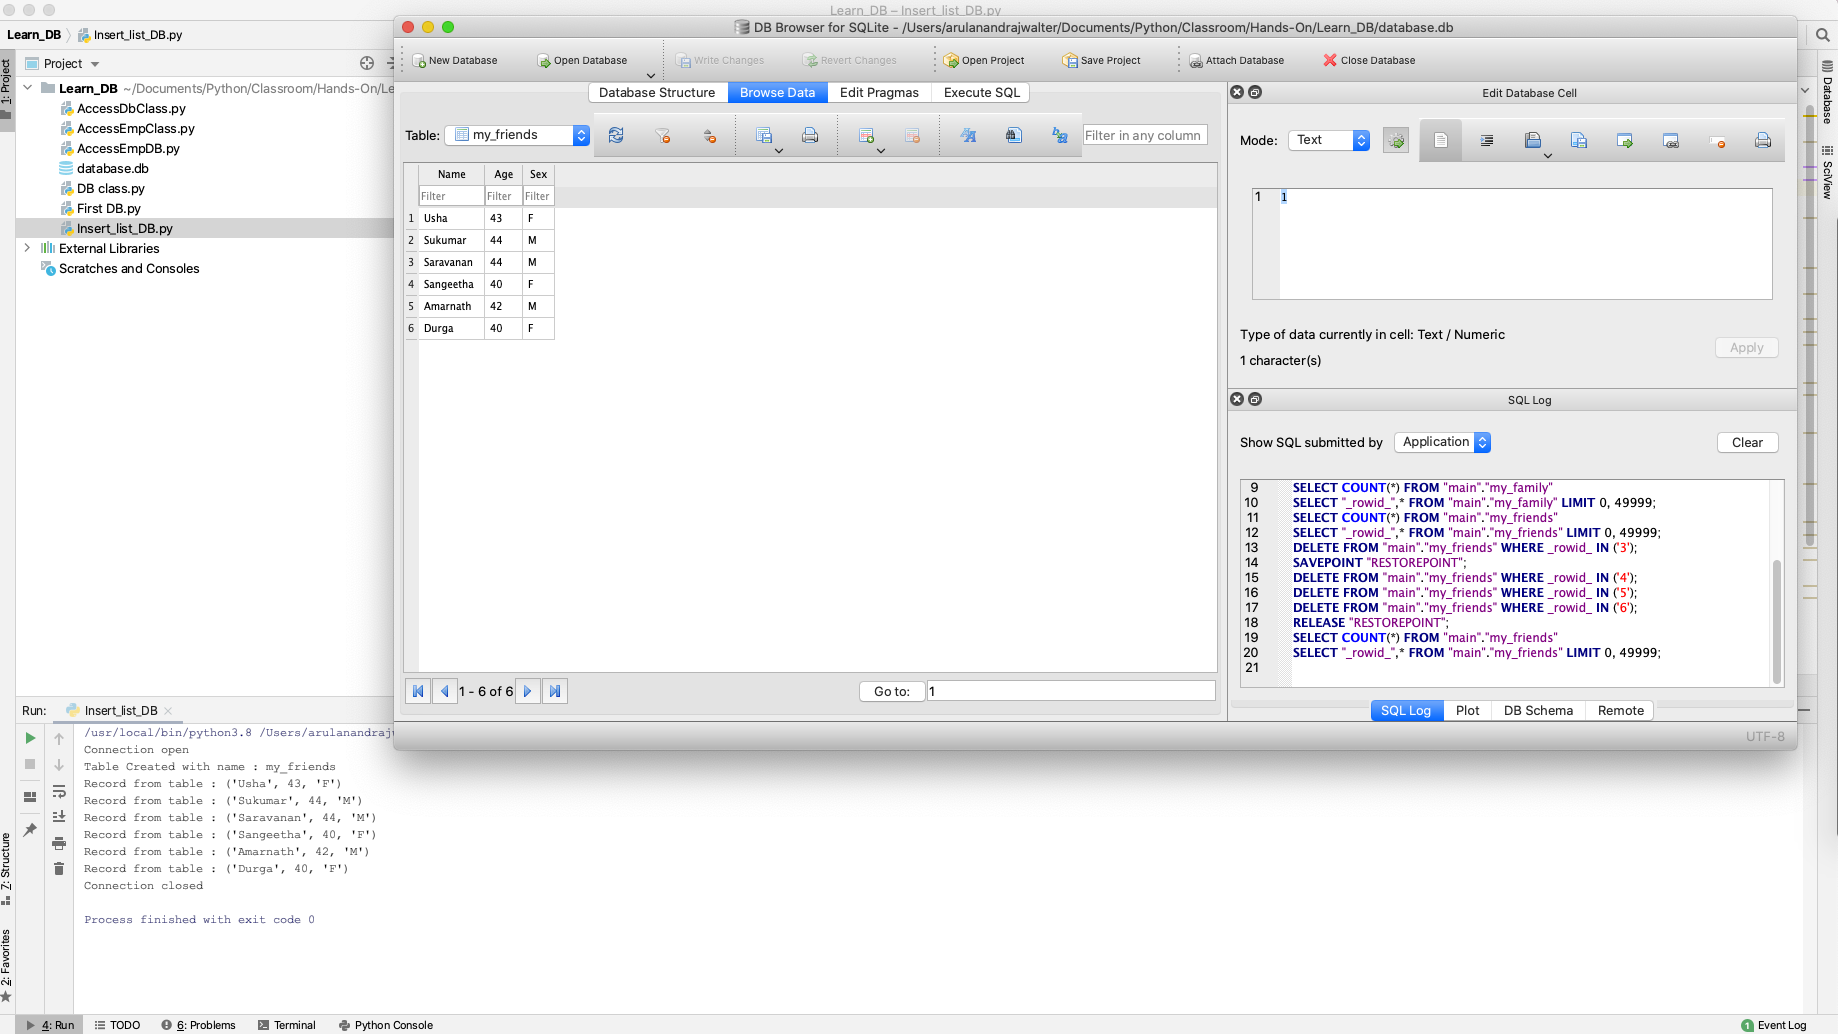 Learn_DB – Insert_list_DB.py
Learn_DB
Insert_list_DB.py
DB Browser for SQLite - /Users/arulanandrajwalter/Documents/Python/Classroom/Hands-On/Learn_DB/database.db
New Database
Open Database
Write Changes
Revert Changes
Open Project
Save Project
Attach Database
Close Database
1: Project
Project
Learn_DB ~/Documents/Python/Classroom/Hands-On/Le
AccessDbClass.py
AccessEmpClass.py
AccessEmpDB.py
database.db
DB class.py
First DB.py
Insert_list_DB.py
External Libraries
Scratches and Consoles
Database Structure
Browse Data
Edit Pragmas
Execute SQL
Table:
my_friends
Filter in any column
Name Age Sex
Filter Filter Filter
1 Usha 43 F
2 Sukumar 44 M
3 Saravanan 44 M
4 Sangeetha 40 F
5 Amarnath 42 M
6 Durga 40 F
1 - 6 of 6
Go to:
1
Edit Database Cell
Mode:
Text
1 1
Type of data currently in cell: Text / Numeric
1 character(s)
Apply
SQL Log
Show SQL submitted by
Application
Clear
9 SELECT COUNT(*) FROM "main"."my_family"
10 SELECT "_rowid_",* FROM "main"."my_family" LIMIT 0, 49999;
11 SELECT COUNT(*) FROM "main"."my_friends"
12 SELECT "_rowid_",* FROM "main"."my_friends" LIMIT 0, 49999;
13 DELETE FROM "main"."my_friends" WHERE _rowid_ IN ('3');
14 SAVEPOINT "RESTOREPOINT";
15 DELETE FROM "main"."my_friends" WHERE _rowid_ IN ('4');
16 DELETE FROM "main"."my_friends" WHERE _rowid_ IN ('5');
17 DELETE FROM "main"."my_friends" WHERE _rowid_ IN ('6');
18 RELEASE "RESTOREPOINT";
19 SELECT COUNT(*) FROM "main"."my_friends"
20 SELECT "_rowid_",* FROM "main"."my_friends" LIMIT 0, 49999;
21
SQL Log
Plot
DB Schema
Remote
UTF-8
Database
SciView
Run:
Insert_list_DB
/usr/local/bin/python3.8 /Users/arulanandrajw
Connection open
Table Created with name : my_friends
Record from table : ('Usha', 43, 'F')
Record from table : ('Sukumar', 44, 'M')
Record from table : ('Saravanan', 44, 'M')
Record from table : ('Sangeetha', 40, 'F')
Record from table : ('Amarnath', 42, 'M')
Record from table : ('Durga', 40, 'F')
Connection closed
Process finished with exit code 0
7: Structure
2: Favorites
4: Run
TODO
6: Problems
Terminal
Python Console
1 Event Log